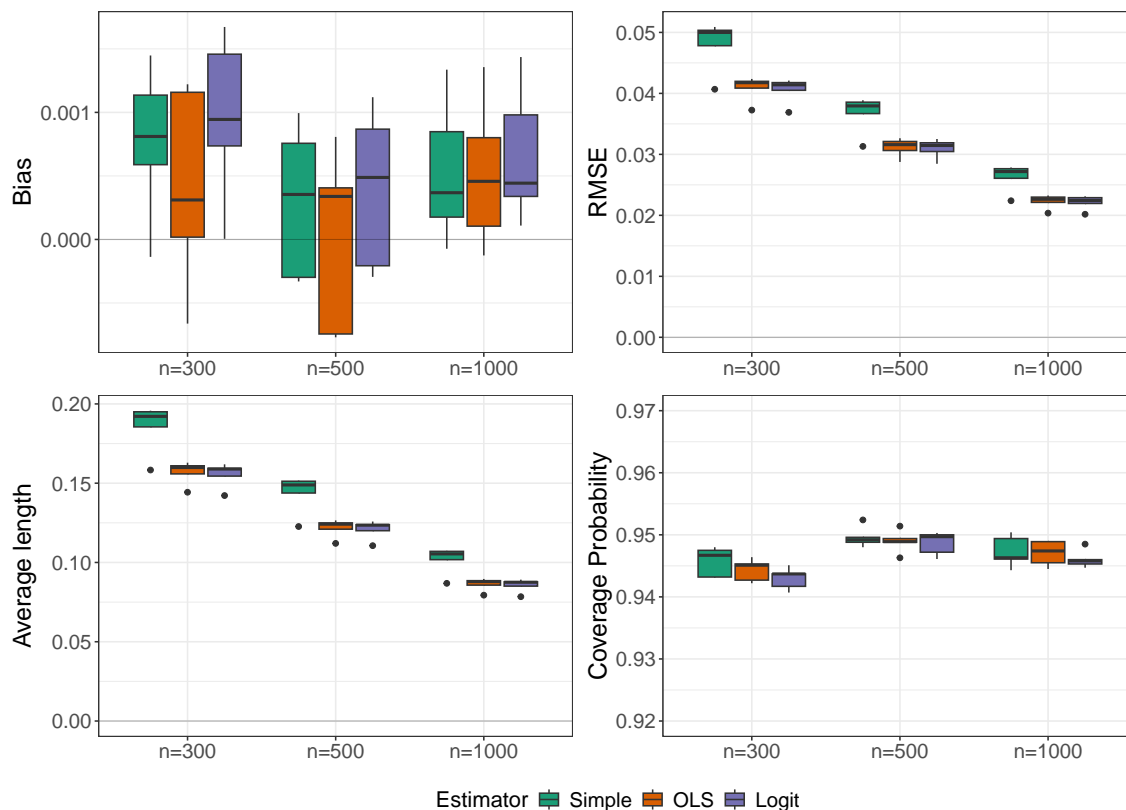 Bias
0.001
0.000
n=300
n=500
n=1000
RMSE
0.05
0.04
0.03
0.02
0.01
0.00
n=300
n=500
n=1000
Average length
0.20
0.15
0.10
0.05
0.00
n=300
n=500
n=1000
Coverage Probability
0.97
0.96
0.95
0.94
0.93
0.92
n=300
n=500
n=1000
Estimator Simple OLS Logit